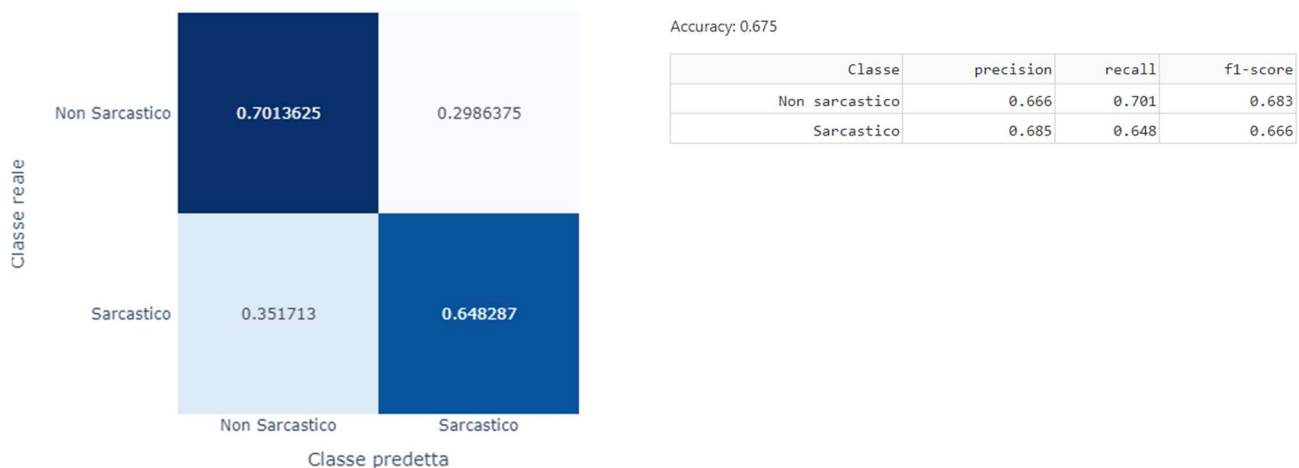 Classe reale
Non Sarcastico
0.7013625
0.2986375
Sarcastico
0.351713
0.648287
Non Sarcastico
Sarcastico
Classe predetta
Accuracy: 0.675
Classe precision recall f1-score
Non sarcastico 0.666 0.701 0.683
Sarcastico 0.685 0.648 0.666